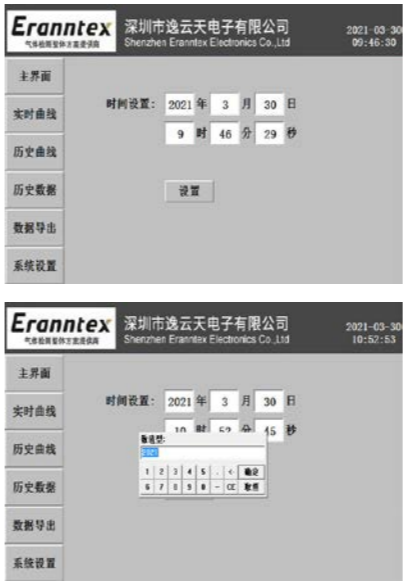 Eranntex 深圳市逸云天电子有限公司 2021-03-30
气体检测整体方案提供商 Shenzhen Eranntex Electronics Co.,Ltd 09:46:30
主界面
时间设置: 2021 年 3 月 30 日
实时曲线
9 时 46 分 29 秒
历史曲线
历史数据 设置
数据导出
系统设置
Eranntex 深圳市逸云天电子有限公司 2021-03-30
气体检测整体方案提供商 Shenzhen Eranntex Electronics Co.,Ltd 10:52:53
主界面
时间设置: 2021 年 3 月 30 日
实时曲线
10 时 52 分 45 秒
数值型:
历史曲线 2021
1 2 3 4 5 . <- 确定
历史数据 6 7 8 9 0 - CE 取消
数据导出
系统设置